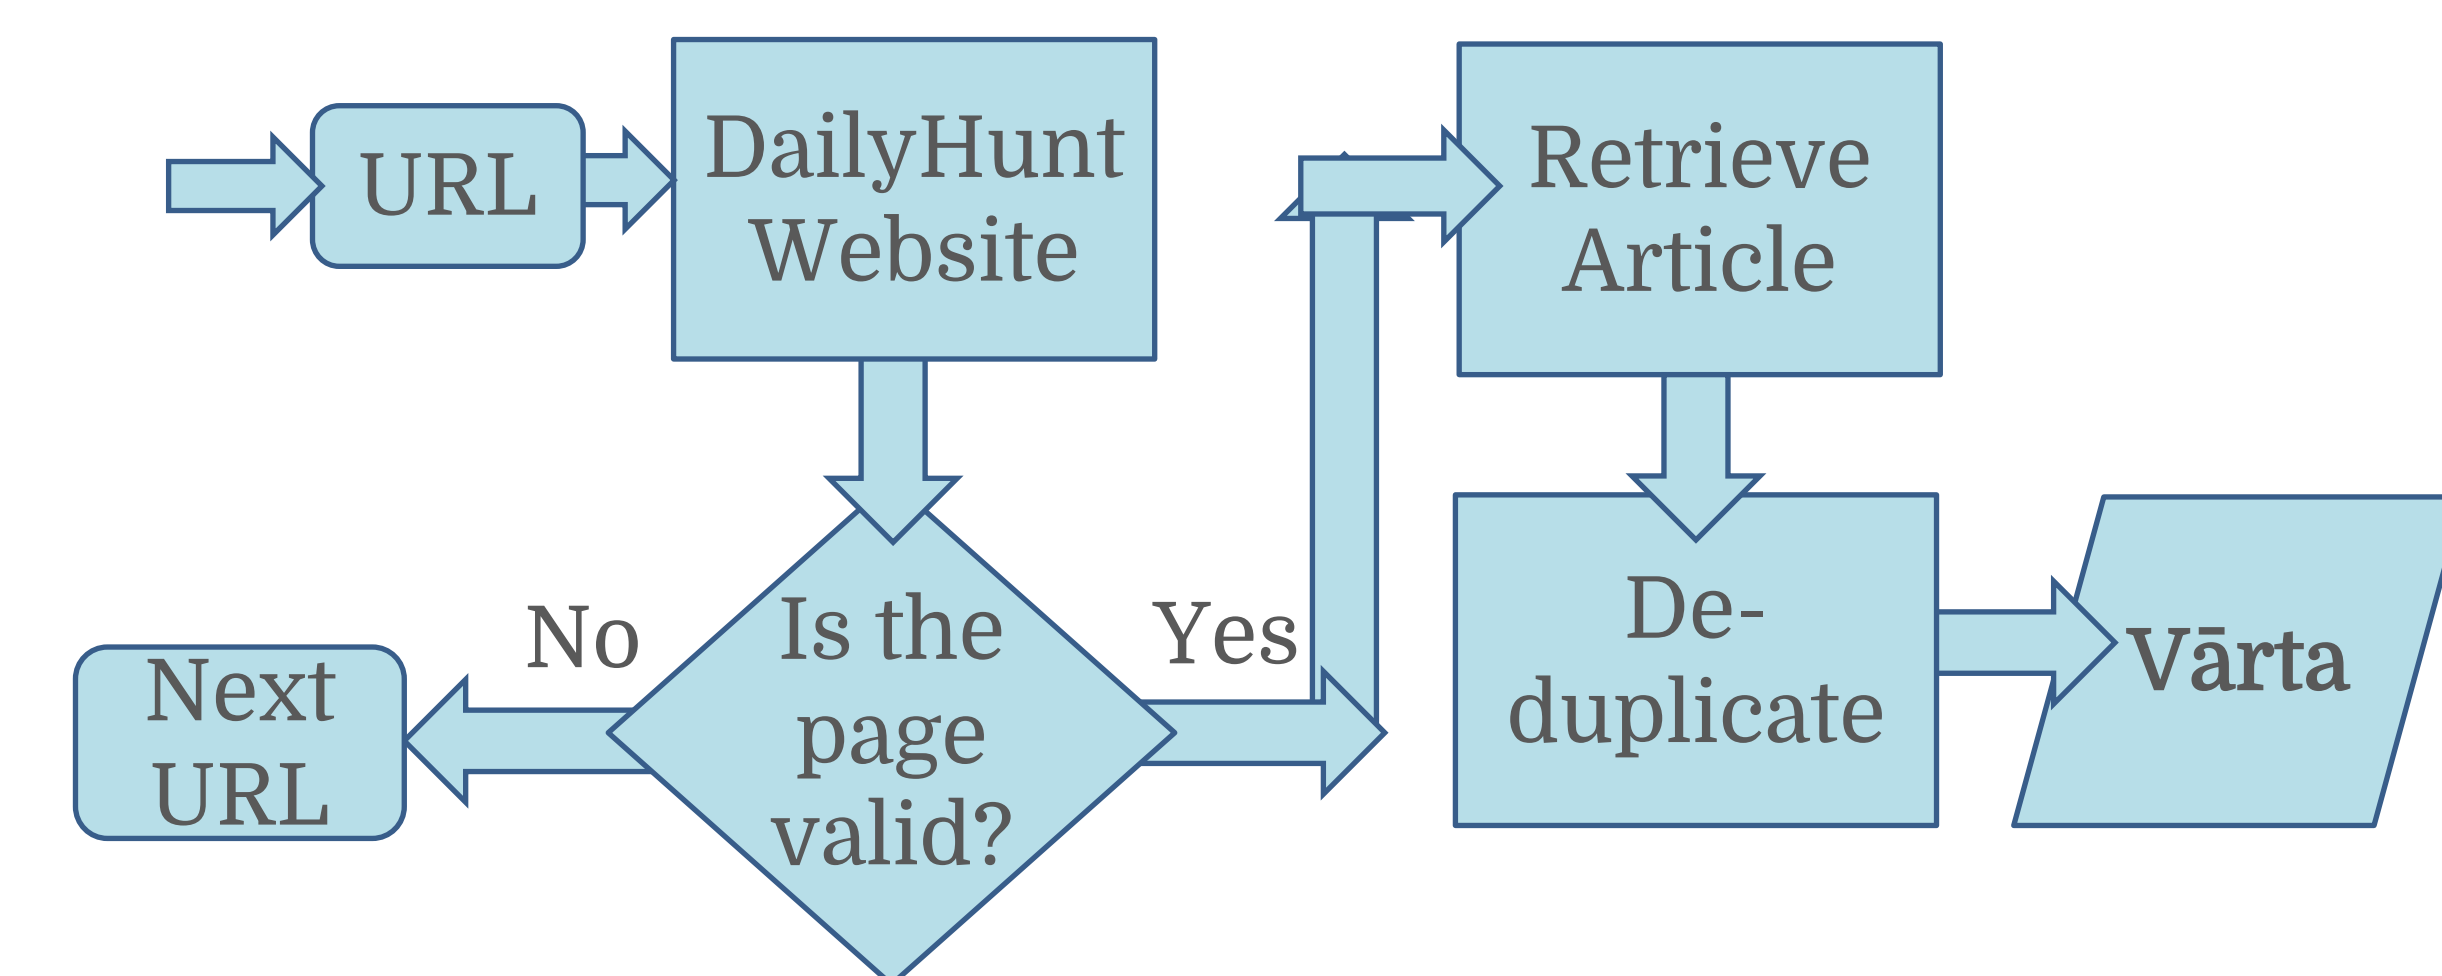 URL
DailyHunt
Website
Retrieve
Article
No
Is the
page
valid?
Yes
Next
URL
De-
duplicate
Vārta